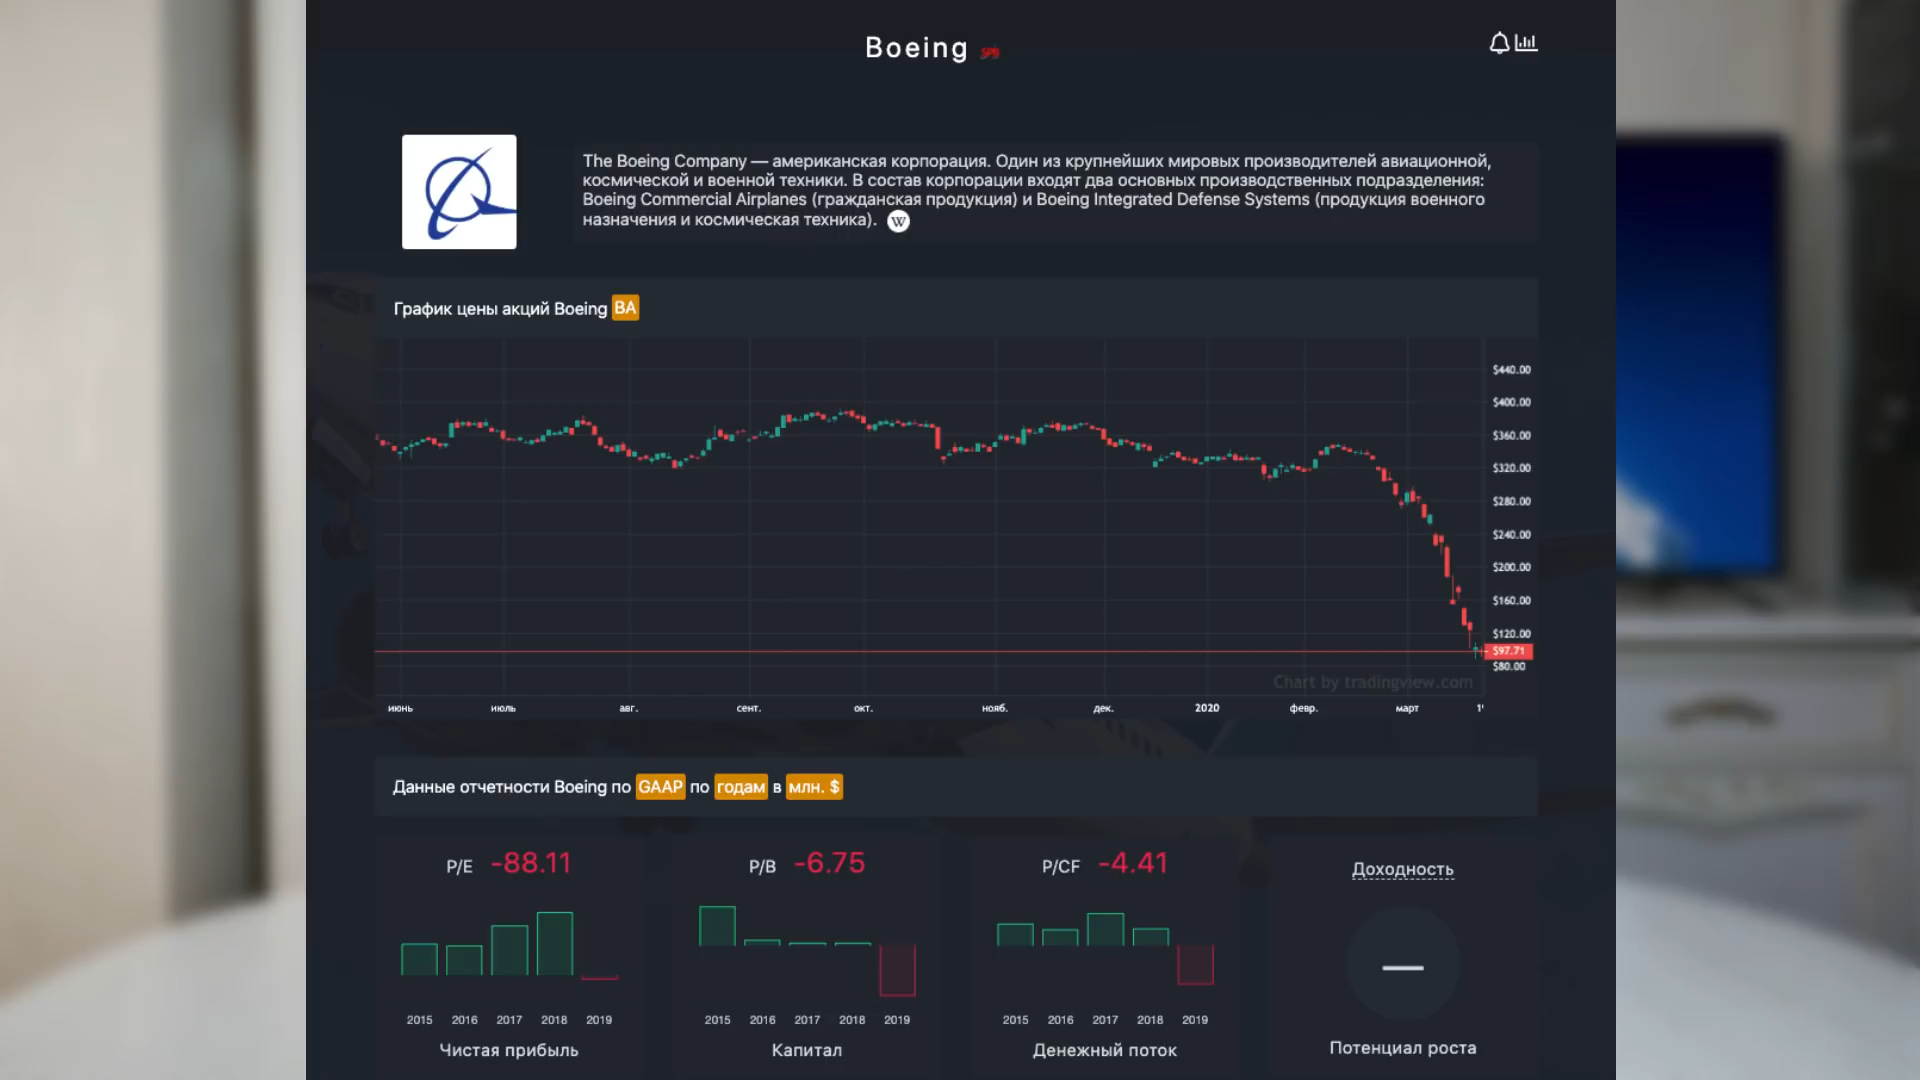 Boeing SPB
The Boeing Company — американская корпорация. Один из крупнейших мировых производителей авиационной,
космической и военной техники. В состав корпорации входят два основных производственных подразделения:
Boeing Commercial Airplanes (гражданская продукция) и Boeing Integrated Defense Systems (продукция военного
назначения и космическая техника). W
График цены акций Boeing BA
$440.00
$400.00
$360.00
$320.00
$280.00
$240.00
$200.00
$160.00
$120.00
$97.71
$80.00
Chart by tradingview.com
июнь июль авг. сент. окт. нояб. дек. 2020 февр. март
Данные отчетности Boeing по GAAP по годам в млн. $
P/E -88.11 P/B -6.75 P/CF -4.41 Доходность
2015 2016 2017 2018 2019 2015 2016 2017 2018 2019 2015 2016 2017 2018 2019
Чистая прибыль Капитал Денежный поток Потенциал роста